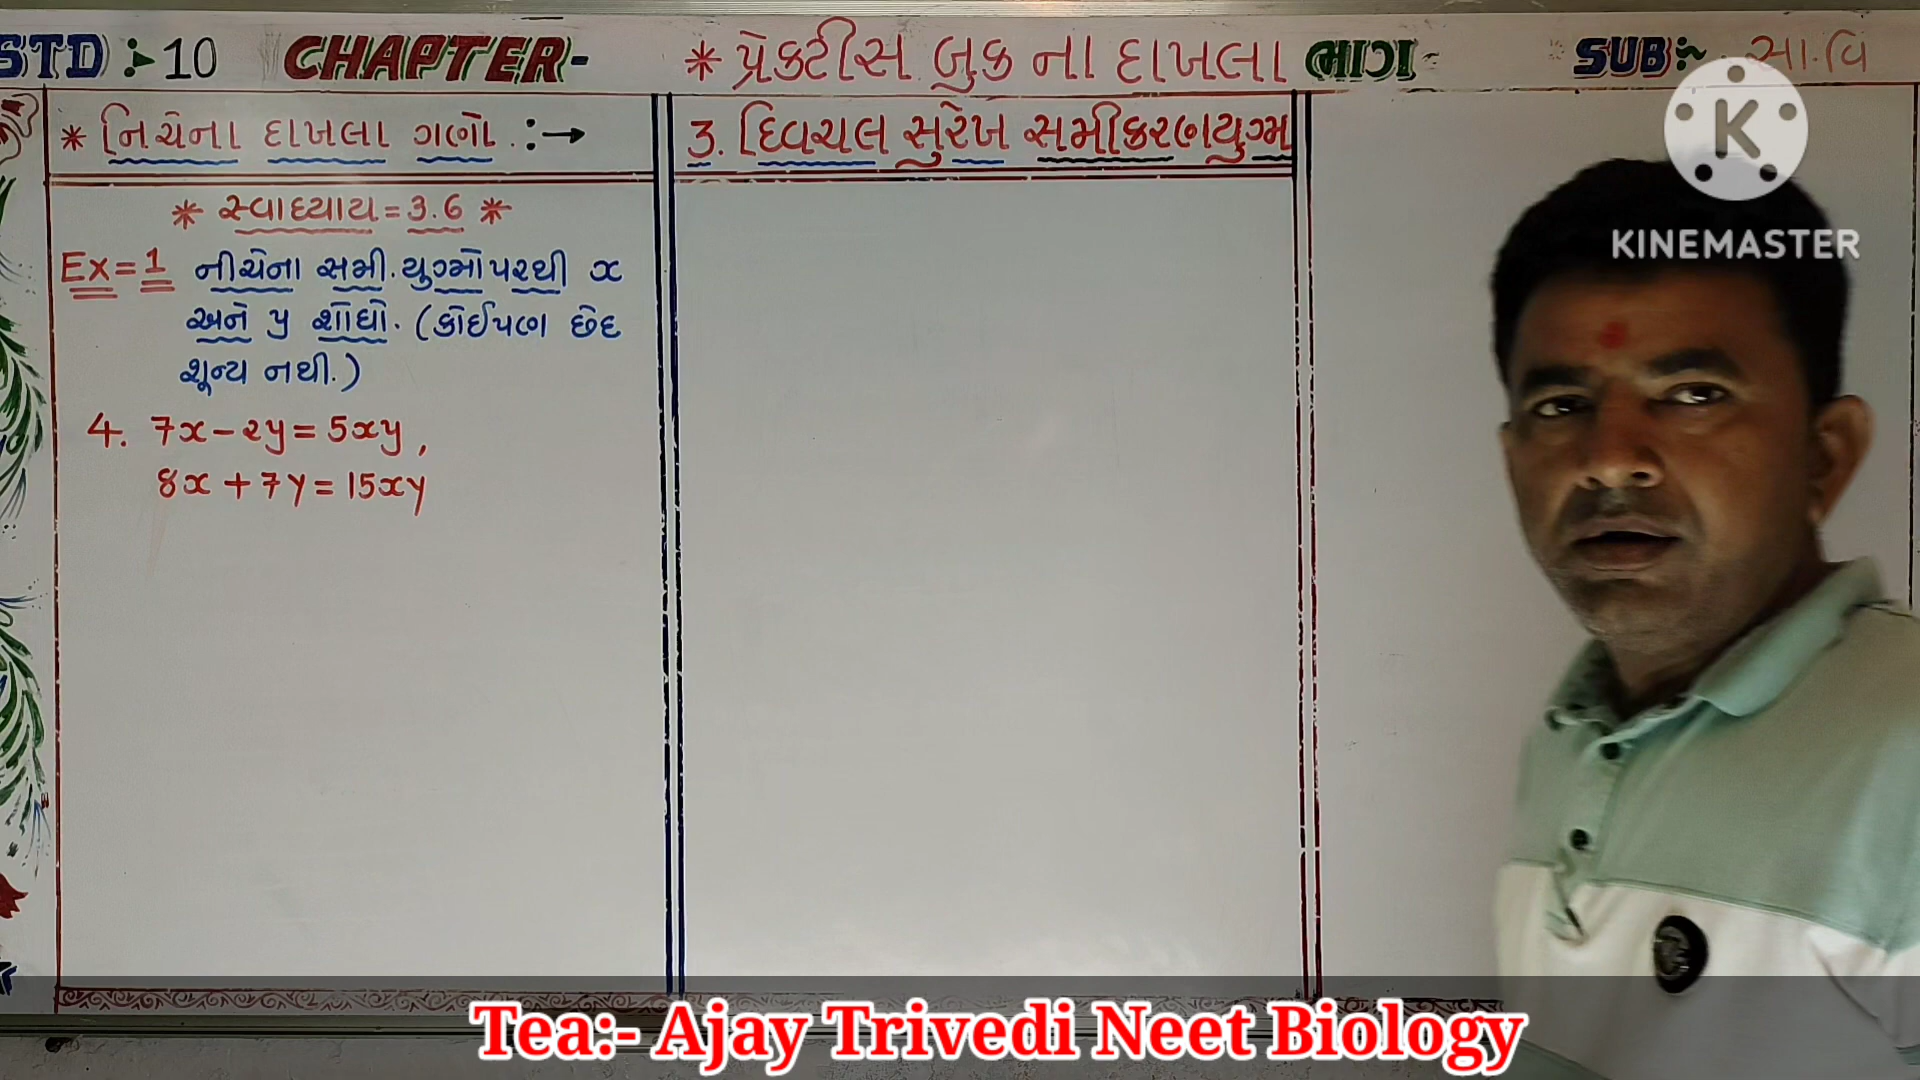 STD :- 10 CHAPTER- * પ્રેકટીસ બુક ના દાખલા ભાગ- SUB:~ સા.વિ
* નિચેના દાખલા ગણો. :→
3. દ્વિચલ સુરેખ સમીકરણયુગ્મ
K
KINEMASTER
* સ્વાધ્યાય = 3.6 *
Ex = 1 નીચેના સમી. યુગ્મો પરથી x
અને y શોધો. (કોઈપણ છેદ
શૂન્ય નથી.)
4. 7x - 2y = 5xy ,
8x + 7y = 15xy
Tea:- Ajay Trivedi Neet Biology